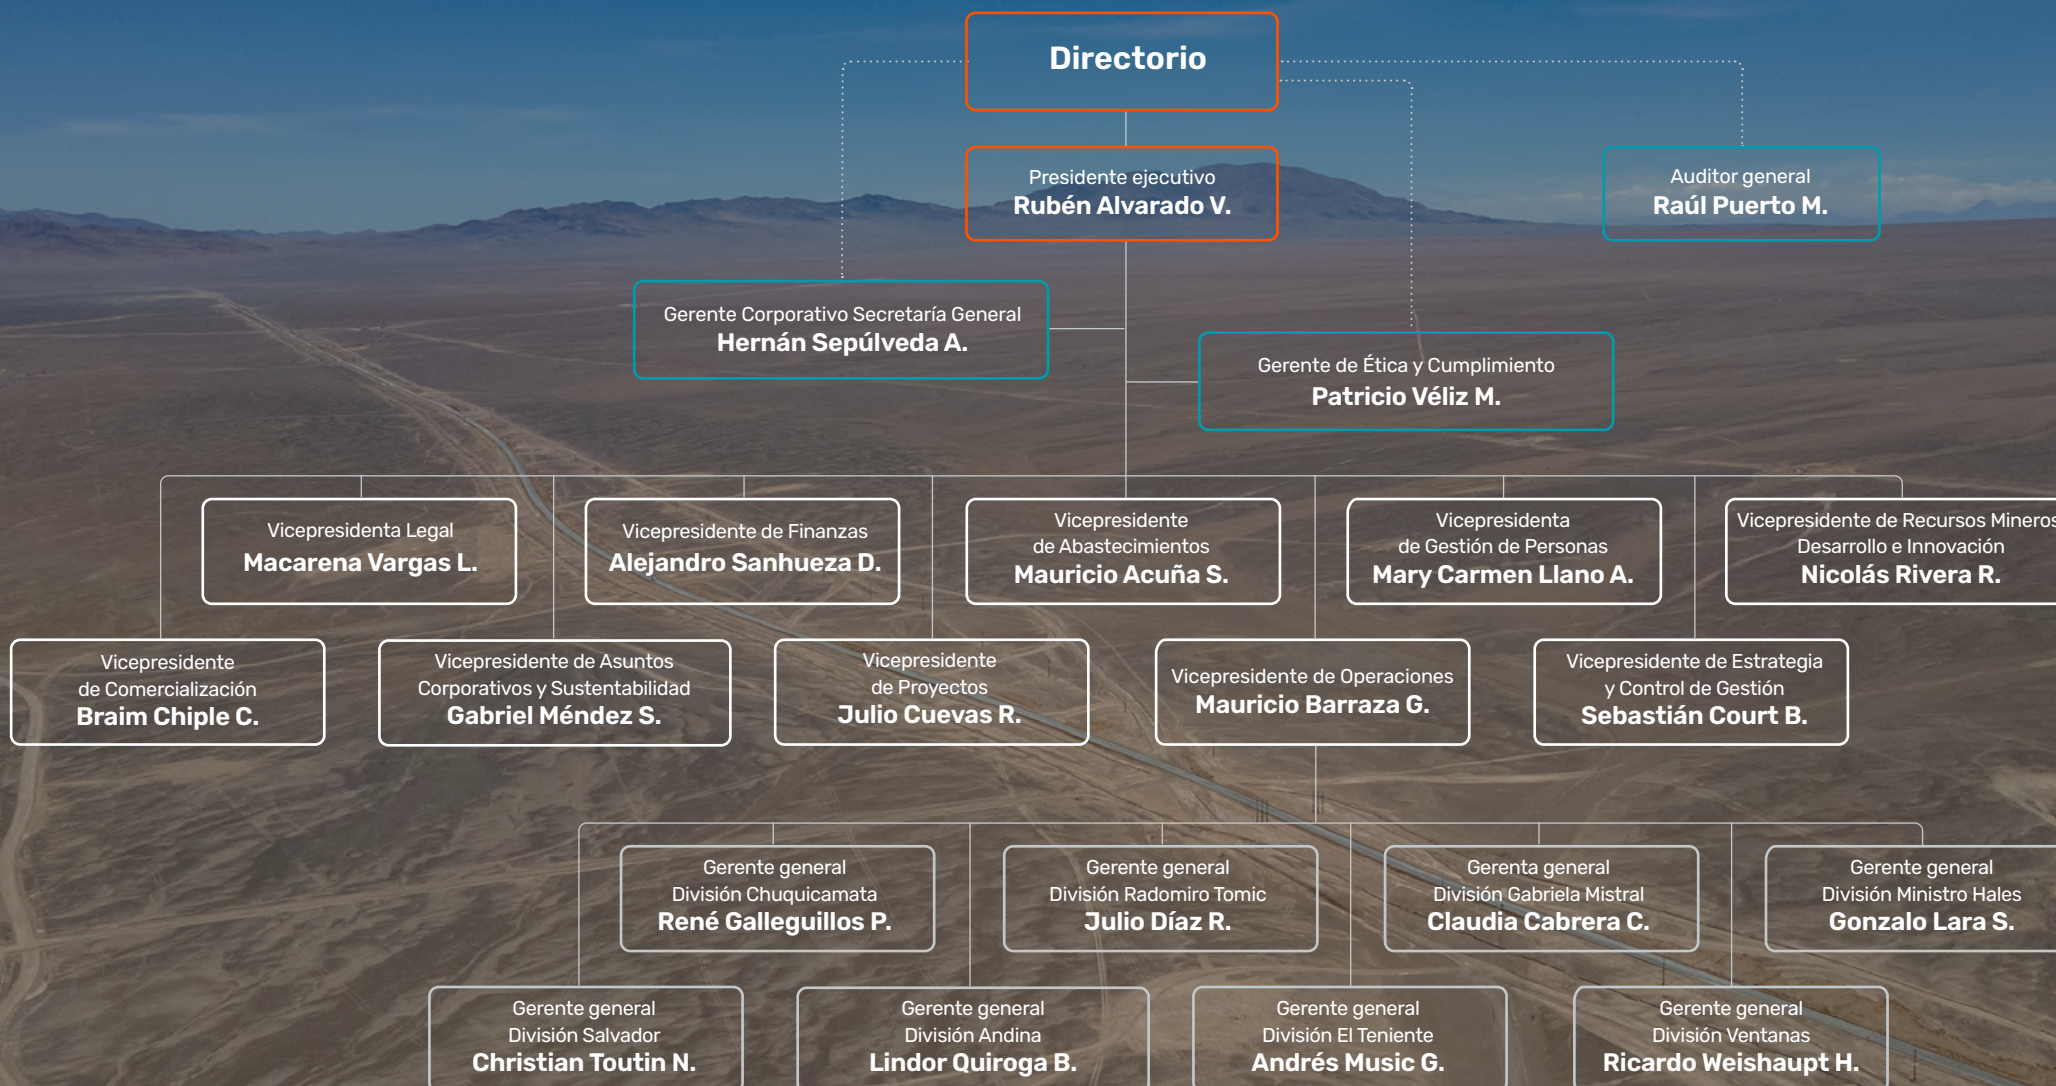 Directorio
Presidente ejecutivo
Rubén Alvarado V.
Auditor general
Raúl Puerto M.
Gerente Corporativo Secretaría General
Hernán Sepúlveda A.
Gerente de Ética y Cumplimiento
Patricio Véliz M.
Vicepresidenta Legal
Macarena Vargas L.
Vicepresidente de Finanzas
Alejandro Sanhueza D.
Vicepresidente
de Abastecimientos
Mauricio Acuña S.
Vicepresidenta
de Gestión de Personas
Mary Carmen Llano A.
Vicepresidente de Recursos Mineros
Desarrollo e Innovación
Nicolás Rivera R.
Vicepresidente
de Comercialización
Braim Chiple C.
Vicepresidente de Asuntos
Corporativos y Sustentabilidad
Gabriel Méndez S.
Vicepresidente
de Proyectos
Julio Cuevas R.
Vicepresidente de Operaciones
Mauricio Barraza G.
Vicepresidente de Estrategia
y Control de Gestión
Sebastián Court B.
Gerente general
División Chuquicamata
René Galleguillos P.
Gerente general
División Radomiro Tomic
Julio Díaz R.
Gerenta general
División Gabriela Mistral
Claudia Cabrera C.
Gerente general
División Ministro Hales
Gonzalo Lara S.
Gerente general
División Salvador
Christian Toutin N.
Gerente general
División Andina
Lindor Quiroga B.
Gerente general
División El Teniente
Andrés Music G.
Gerente general
División Ventanas
Ricardo Weishaupt H.